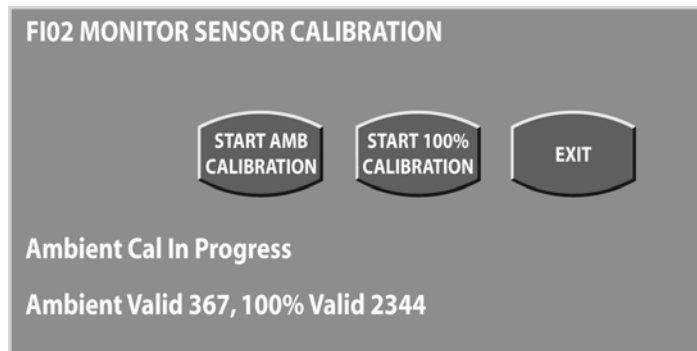 FI02 MONITOR SENSOR CALIBRATION
START AMB
CALIBRATION
START 100%
CALIBRATION
EXIT
Ambient Cal In Progress
Ambient Valid 367, 100% Valid 2344